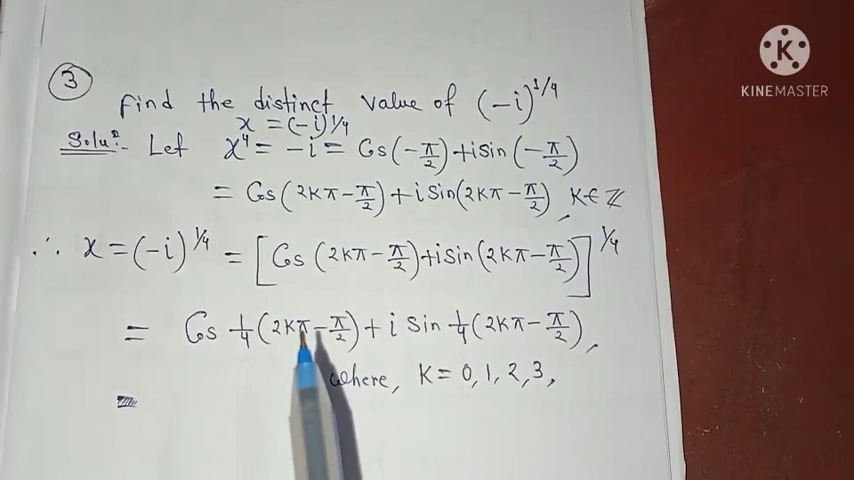 ③
Find the distinct value of (-i)^1/4
x = (-i)^1/4
Soluⁿ:- Let x⁴ = -i = Cos(-π/2) + i sin(-π/2)
= Cos(2kπ - π/2) + i sin(2kπ - π/2), k ∈ ℤ
∴ x = (-i)^1/4 = [Cos(2kπ - π/2) + i sin(2kπ - π/2)]^1/4
= Cos 1/4 (2kπ - π/2) + i Sin 1/4 (2kπ - π/2),
where, k = 0, 1, 2, 3,
=
KINEMASTER